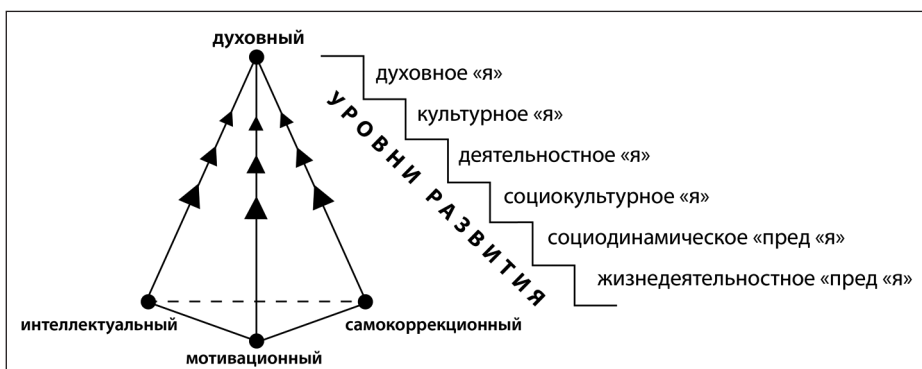 духовный
духовное «я»
культурное «я»
деятельностное «я»
социокультурное «я»
социодинамическое «пред «я»
жизнедеятельностное «пред «я»
УРОВНИ РАЗВИТИЯ
интеллектуальный
самокоррекционный
мотивационный